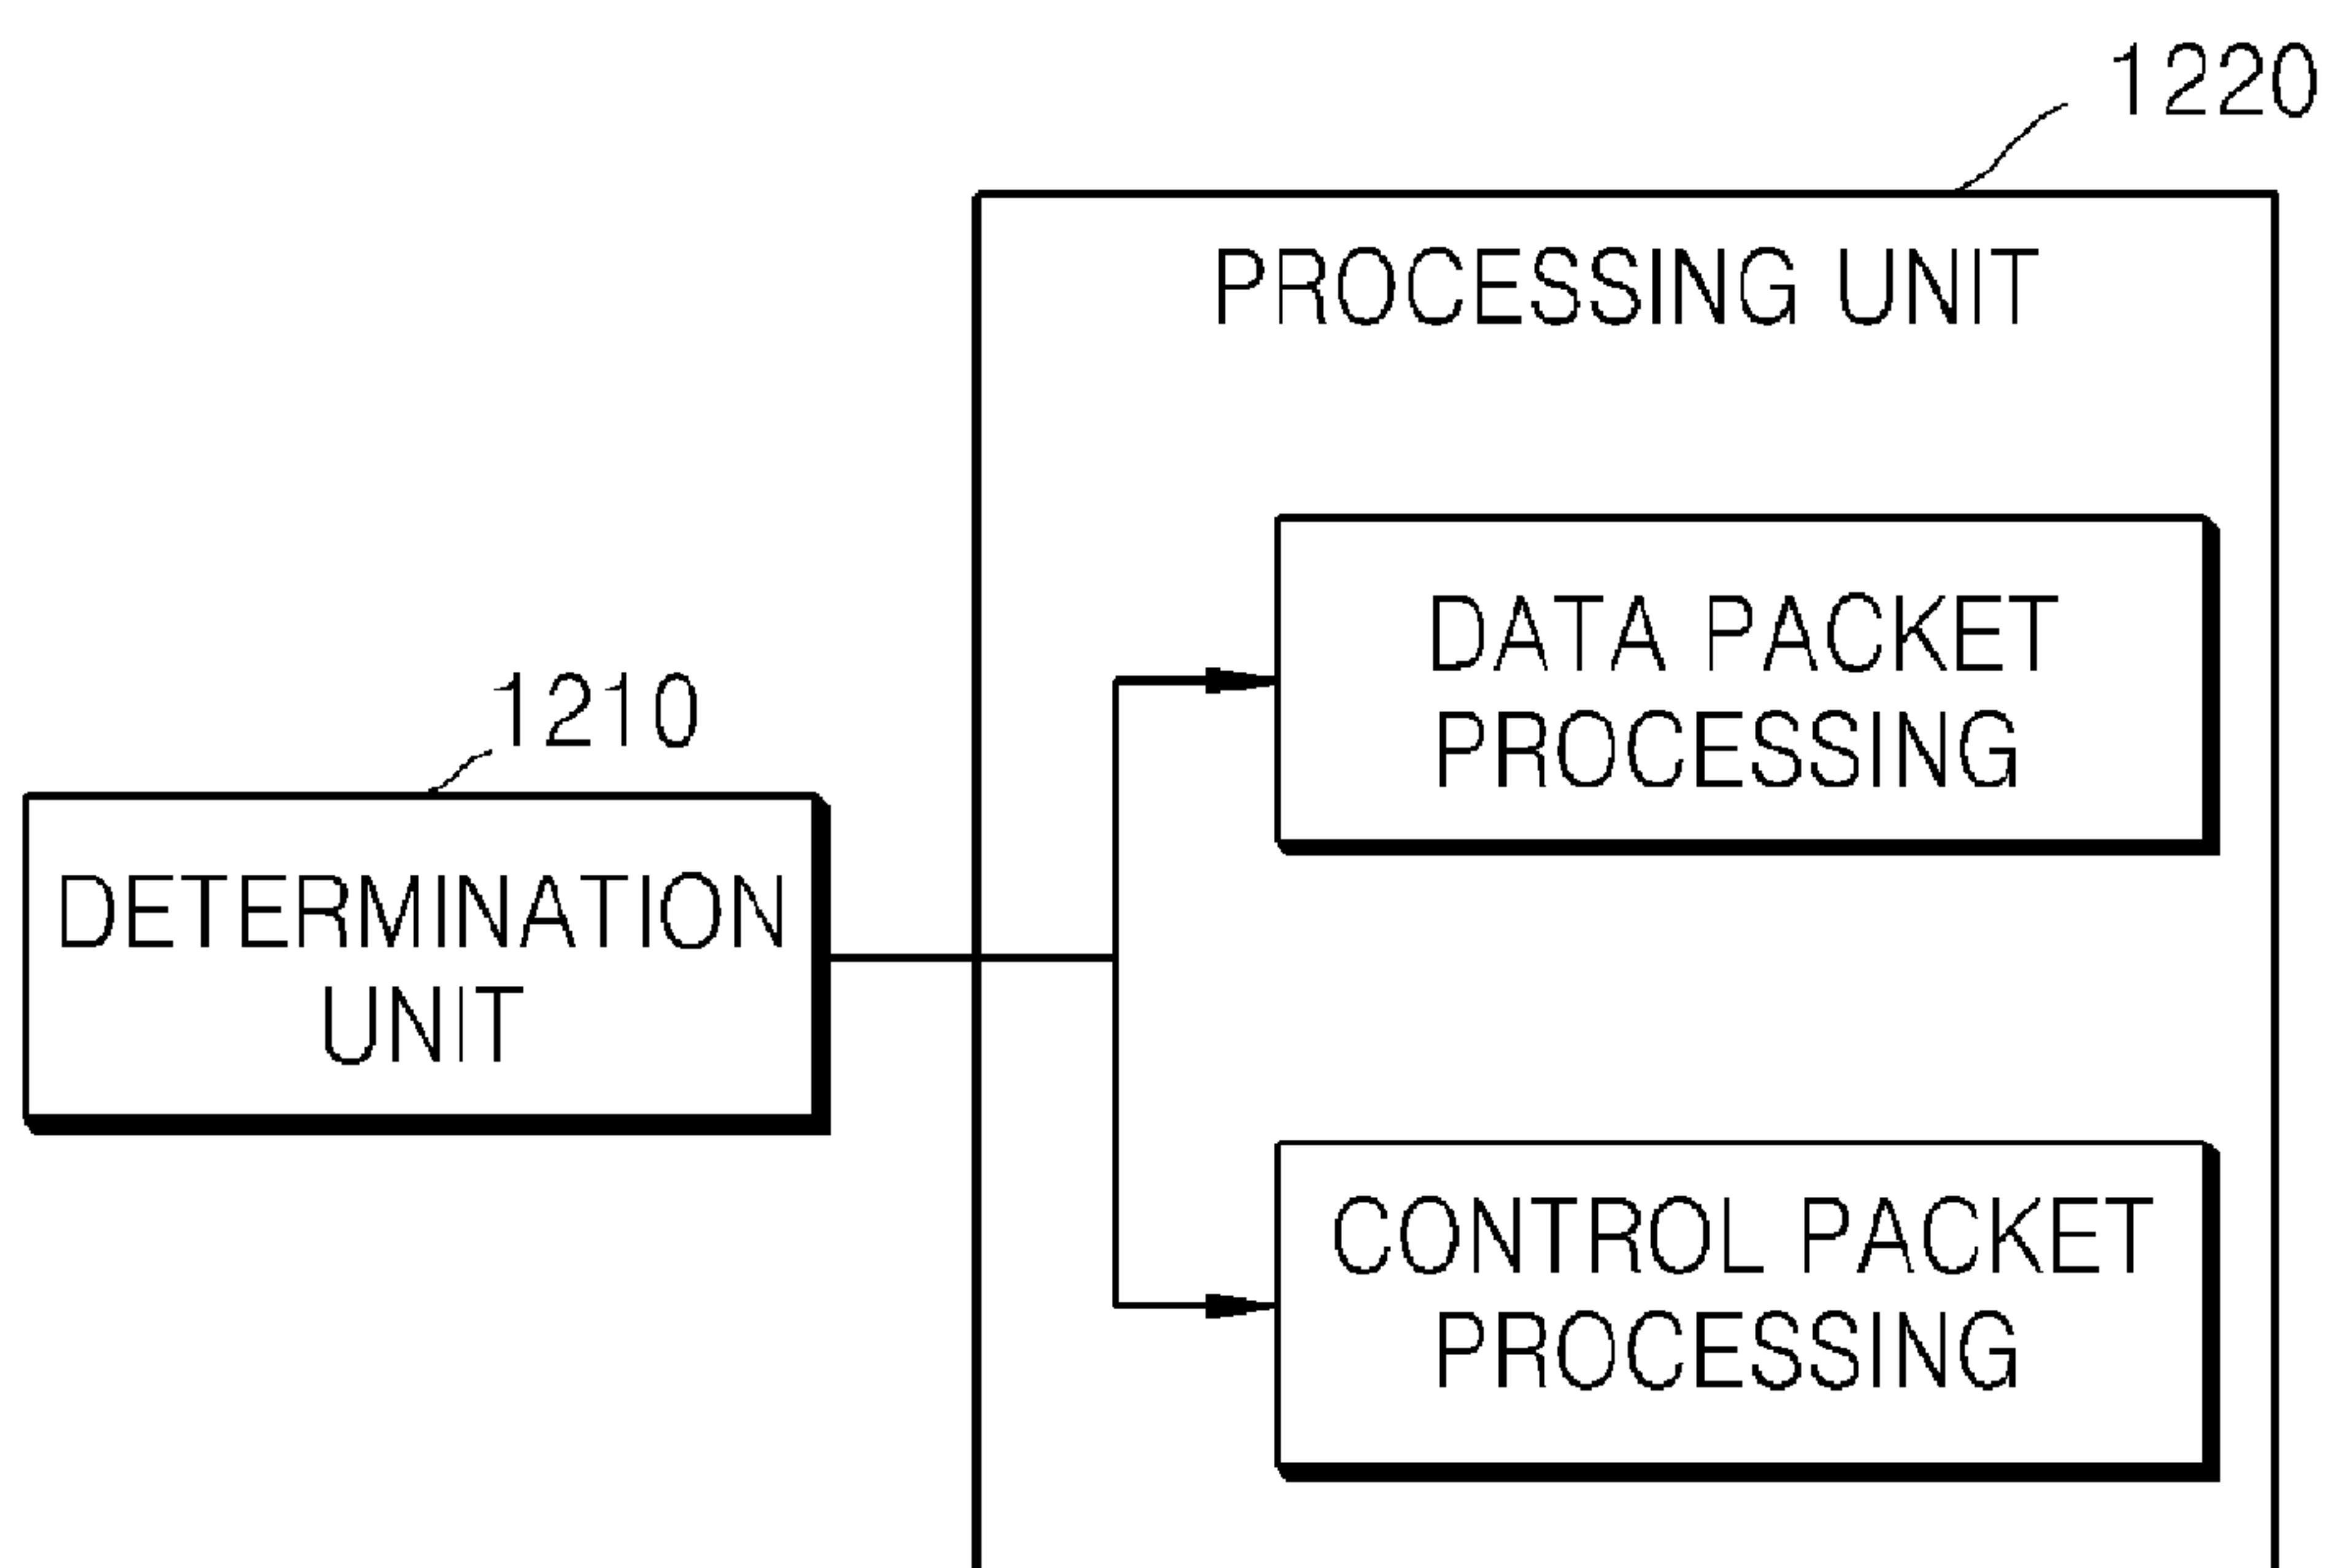 1220
PROCESSING UNIT
DATA PACKET
PROCESSING
1210
DETERMINATION
UNIT
CONTROL PACKET
PROCESSING